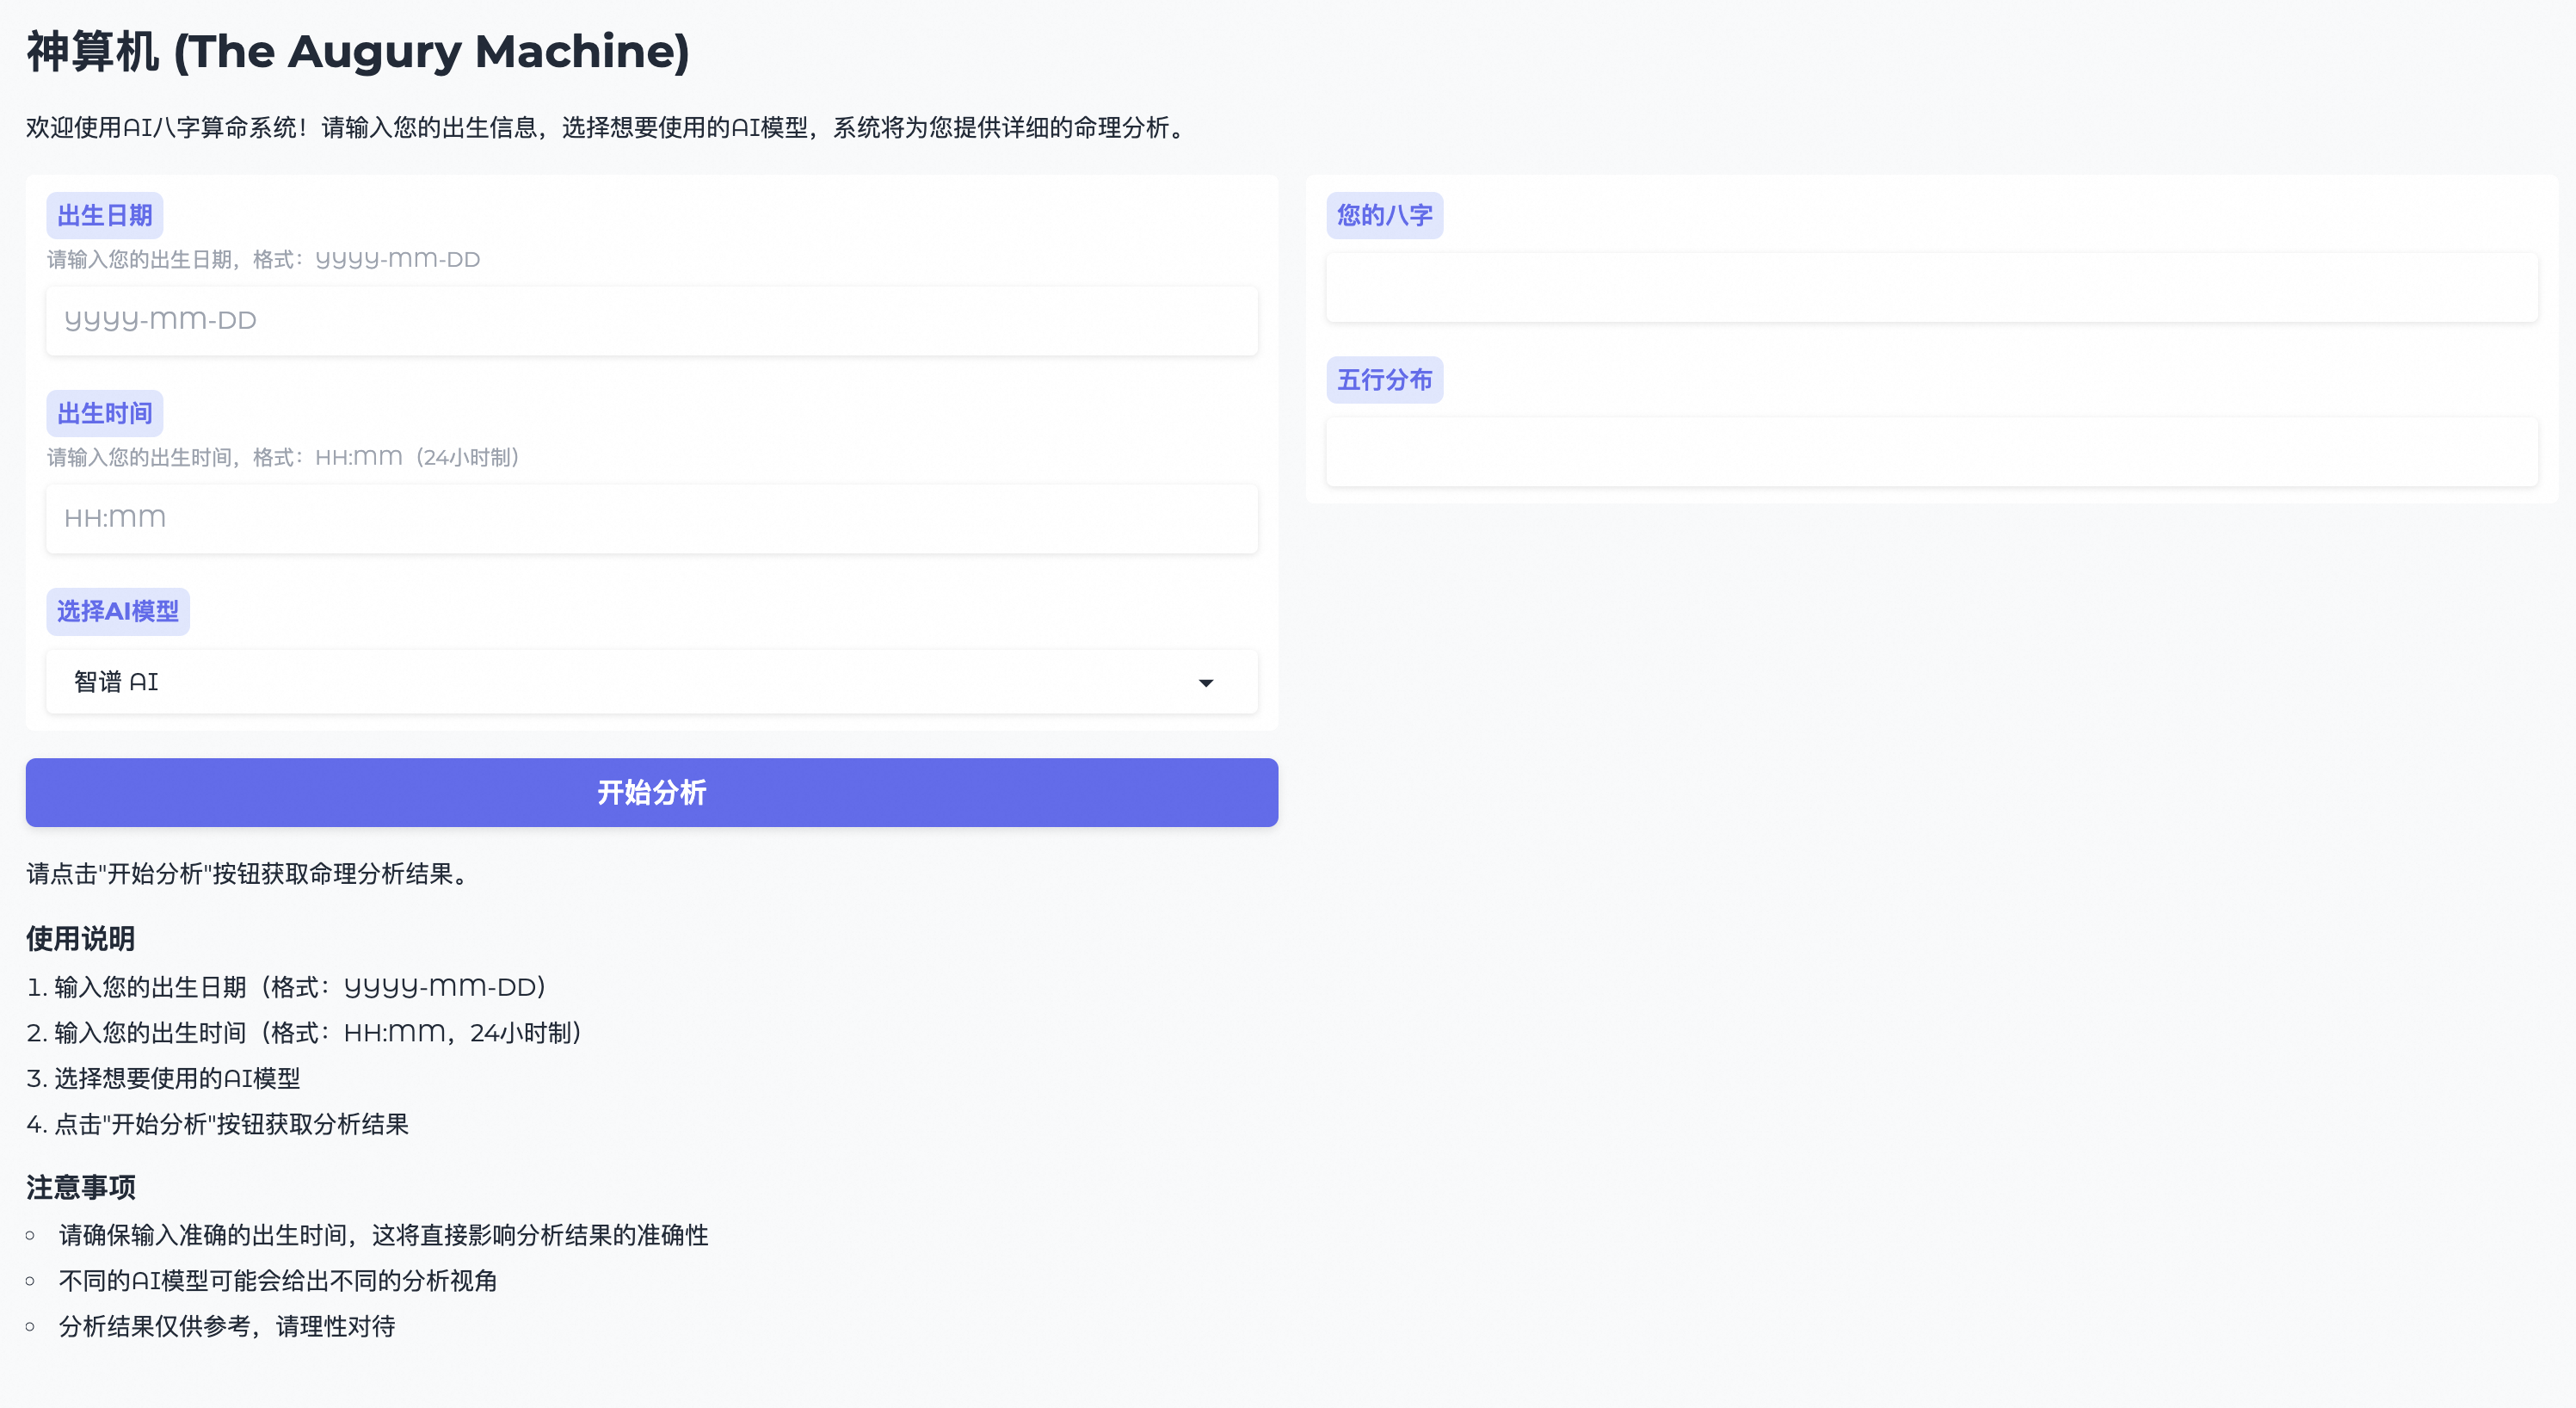 神算机 (The Augury Machine)
欢迎使用AI八字算命系统！请输入您的出生信息，选择想要使用的AI模型，系统将为您提供详细的命理分析。
出生日期
请输入您的出生日期，格式：YYYY-MM-DD
YYYY-MM-DD
出生时间
请输入您的出生时间，格式：HH:MM（24小时制）
HH:MM
选择AI模型
智谱 AI
开始分析
您的八字
五行分布
请点击"开始分析"按钮获取命理分析结果。
使用说明
1. 输入您的出生日期（格式：YYYY-MM-DD）
2. 输入您的出生时间（格式：HH:MM，24小时制）
3. 选择想要使用的AI模型
4. 点击"开始分析"按钮获取分析结果
注意事项
◦ 请确保输入准确的出生时间，这将直接影响分析结果的准确性
◦ 不同的AI模型可能会给出不同的分析视角
◦ 分析结果仅供参考，请理性对待